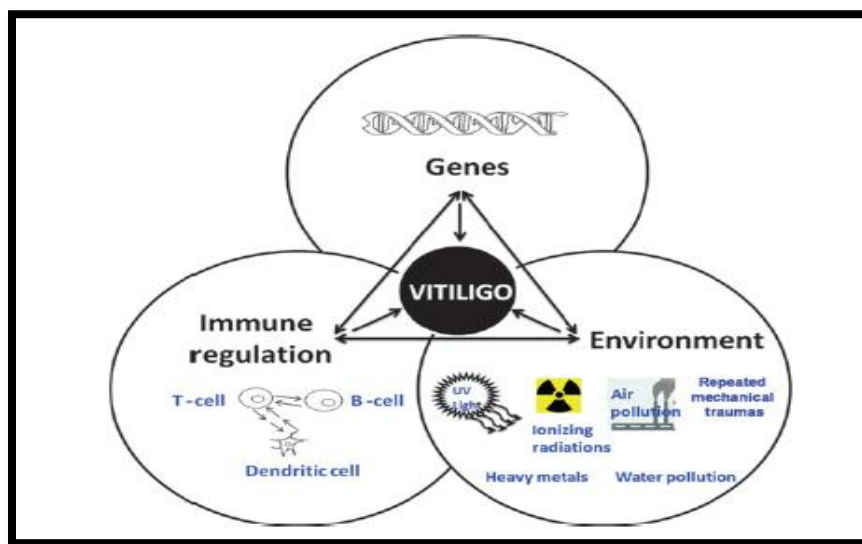 Genes
VITILIGO
Immune
regulation
T-cell
B-cell
Dendritic cell
Environment
UV
Light
Ionizing
radiations
Air
pollution
Repeated
mechanical
traumas
Heavy metals
Water pollution